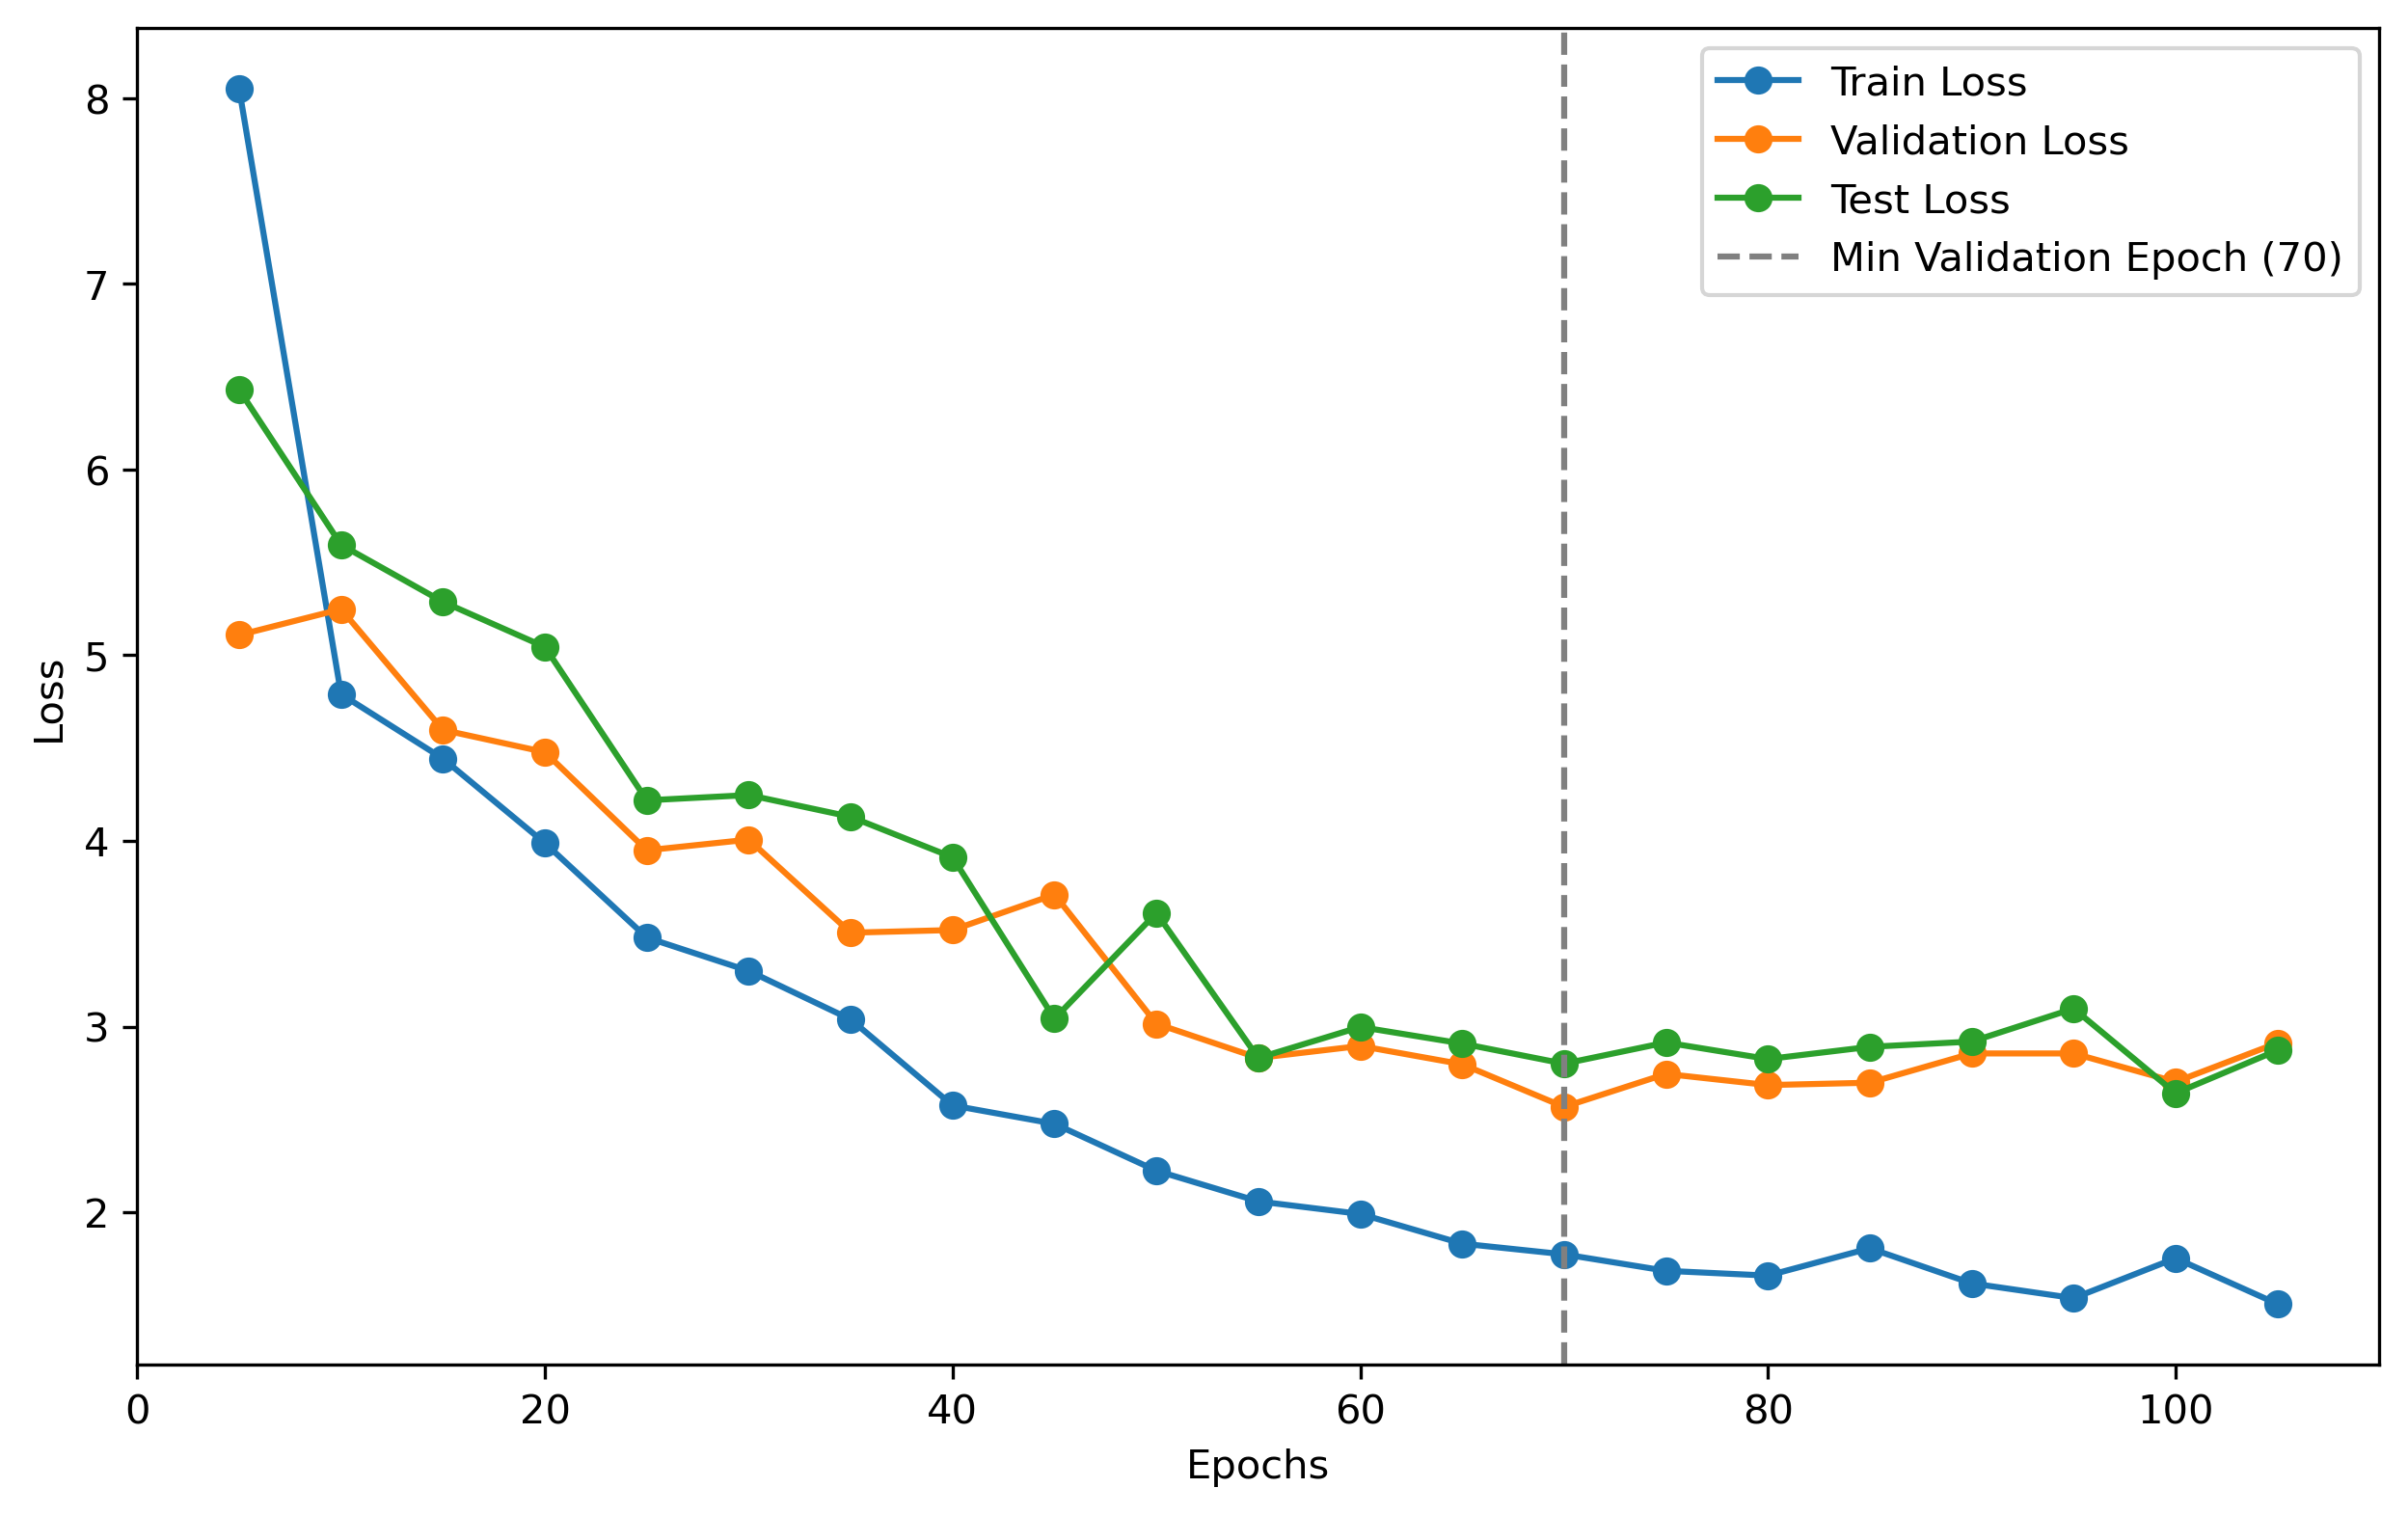 Train Loss
Validation Loss
Test Loss
Min Validation Epoch (70)
8
7
6
5
4
3
2
Loss
0 20 40 60 80 100
Epochs